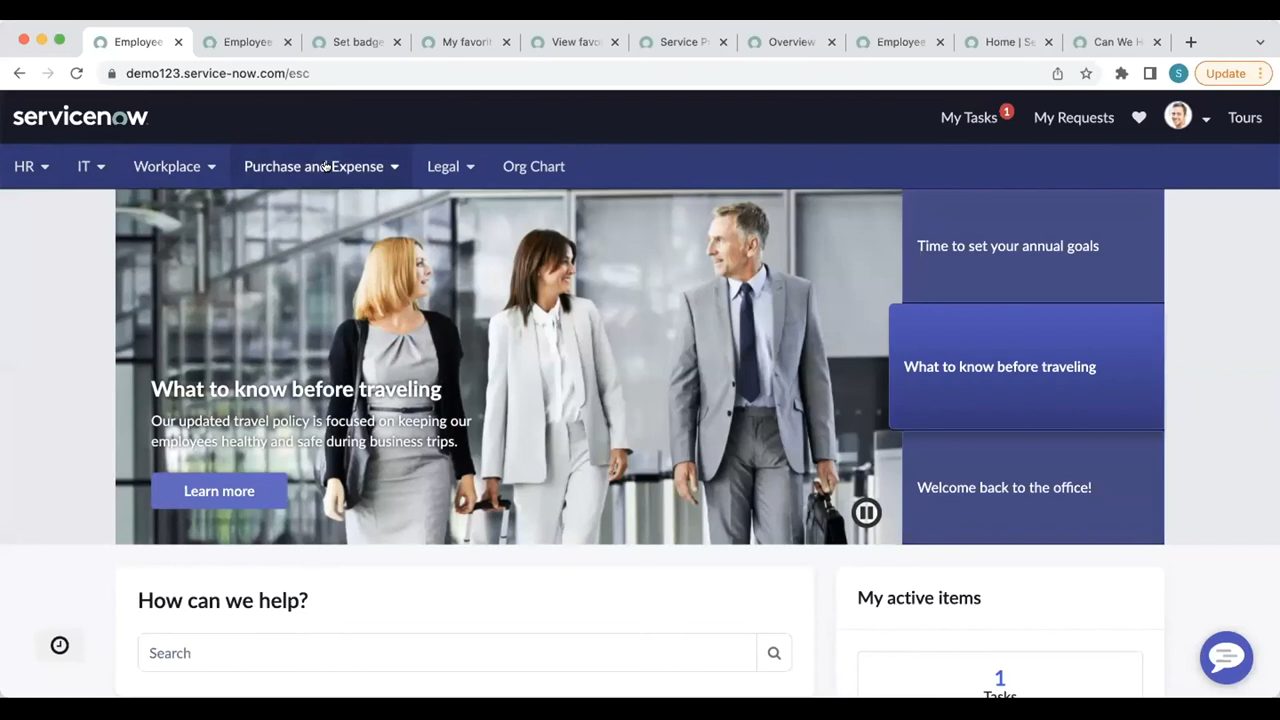 Employee
Employee
Set badge
My favorit
View favo
Service P
Overview
Employee
Home | Se
Can We H
demo123.service-now.com/esc
S
Update
servicenow
My Tasks 1
My Requests
Tours
HR
IT
Workplace
Purchase and Expense
Legal
Org Chart
What to know before traveling
Our updated travel policy is focused on keeping our
employees healthy and safe during business trips.
Learn more
Time to set your annual goals
What to know before traveling
Welcome back to the office!
How can we help?
Search
My active items
1
Tasks